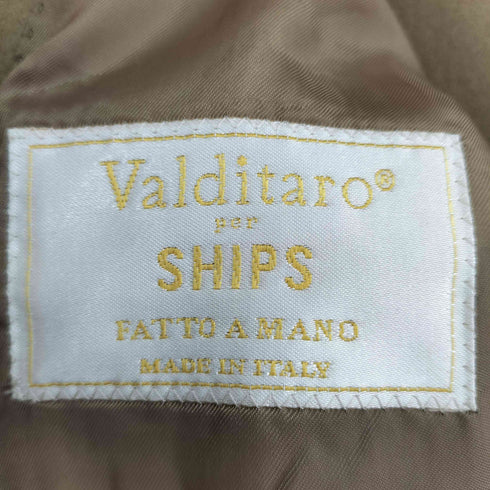 Valditaro®
per
SHIPS
FATTO A MANO
MADE IN ITALY